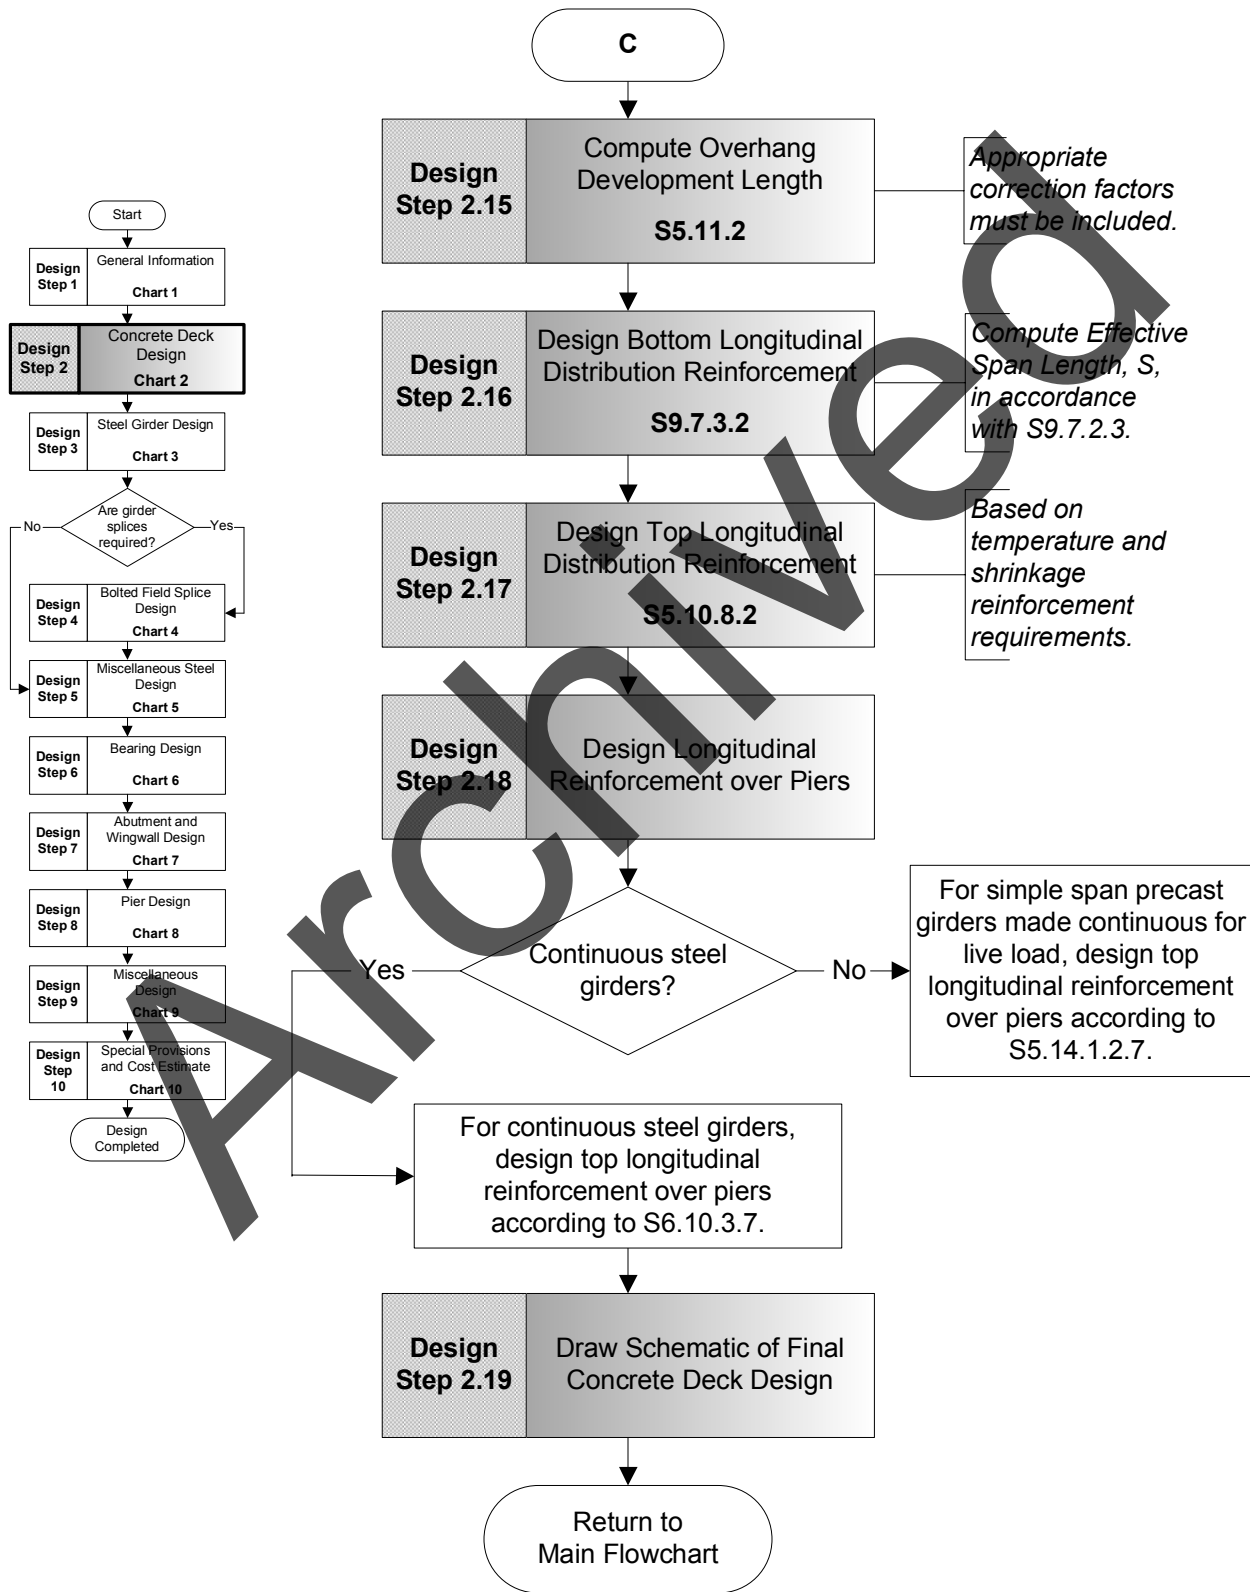 Start
Design
Step 1
General Information
Chart 1
Design
Step 2
Concrete Deck
Design
Chart 2
Design
Step 3
Steel Girder Design
Chart 3
Are girder
splices
required?
No
Yes
Design
Step 4
Bolted Field Splice
Design
Chart 4
Design
Step 5
Miscellaneous Steel
Design
Chart 5
Design
Step 6
Bearing Design
Chart 6
Design
Step 7
Abutment and
Wingwall Design
Chart 7
Design
Step 8
Pier Design
Chart 8
Design
Step 9
Miscellaneous
Design
Chart 9
Design
Step
10
Special Provisions
and Cost Estimate
Chart 10
Design
Completed
C
Design
Step 2.15
Compute Overhang
Development Length
S5.11.2
Appropriate
correction factors
must be included.
Design
Step 2.16
Design Bottom Longitudinal
Distribution Reinforcement
S9.7.3.2
Compute Effective
Span Length, S,
in accordance
with S9.7.2.3.
Design
Step 2.17
Design Top Longitudinal
Distribution Reinforcement
S5.10.8.2
Based on
temperature and
shrinkage
reinforcement
requirements.
Design
Step 2.18
Design Longitudinal
Reinforcement over Piers
Continuous steel
girders?
Yes
No
For simple span precast
girders made continuous for
live load, design top
longitudinal reinforcement
over piers according to
S5.14.1.2.7.
For continuous steel girders,
design top longitudinal
reinforcement over piers
according to S6.10.3.7.
Design
Step 2.19
Draw Schematic of Final
Concrete Deck Design
Return to
Main Flowchart
Archived